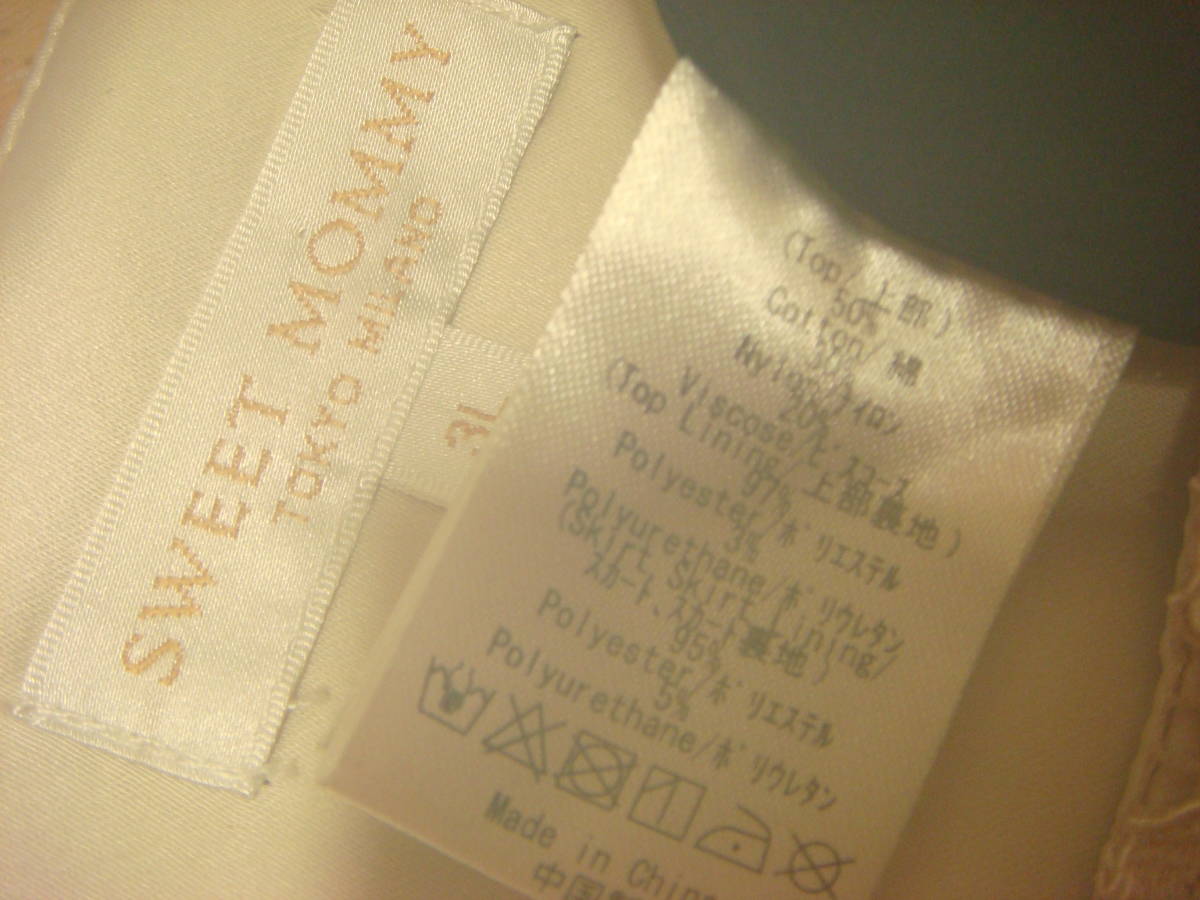 SWEET MOMMY
TOKYO MILANO
3L
(Top/上部)
50%
Cotton/綿
30%
Nylon/ナイロン
20%
Viscose/ビスコース
(Top Lining/上部裏地)
97%
Polyester/ポリエステル
3%
Polyurethane/ポリウレタン
(Skirt、Skirt lining/
スカート、スカート裏地)
95%
Polyester/ポリエステル
5%
Polyurethane/ポリウレタン
Made in China
中国製